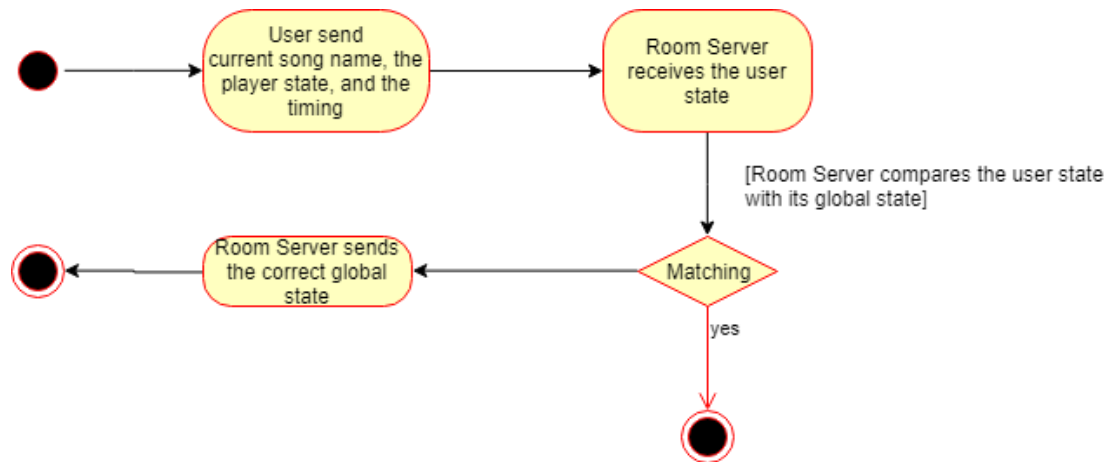 User send
current song name, the
player state, and the
timing
Room Server
receives the user
state
[Room Server compares the user state
with its global state]
Room Server sends
the correct global
state
Matching
yes